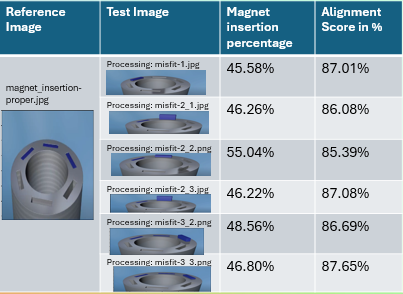 Reference
Image
Test Image
Magnet
insertion
percentage
Alignment
Score in %
magnet_insertion-
proper.jpg
Processing: misfit-1.jpg
45.58%
87.01%
Processing: misfit-2_1.jpg
46.26%
86.08%
Processing: misfit-2_2.png
55.04%
85.39%
Processing: misfit-2_3.jpg
46.22%
87.08%
Processing: misfit-3_2.png
48.56%
86.69%
Processing: misfit-3_3.png
46.80%
87.65%